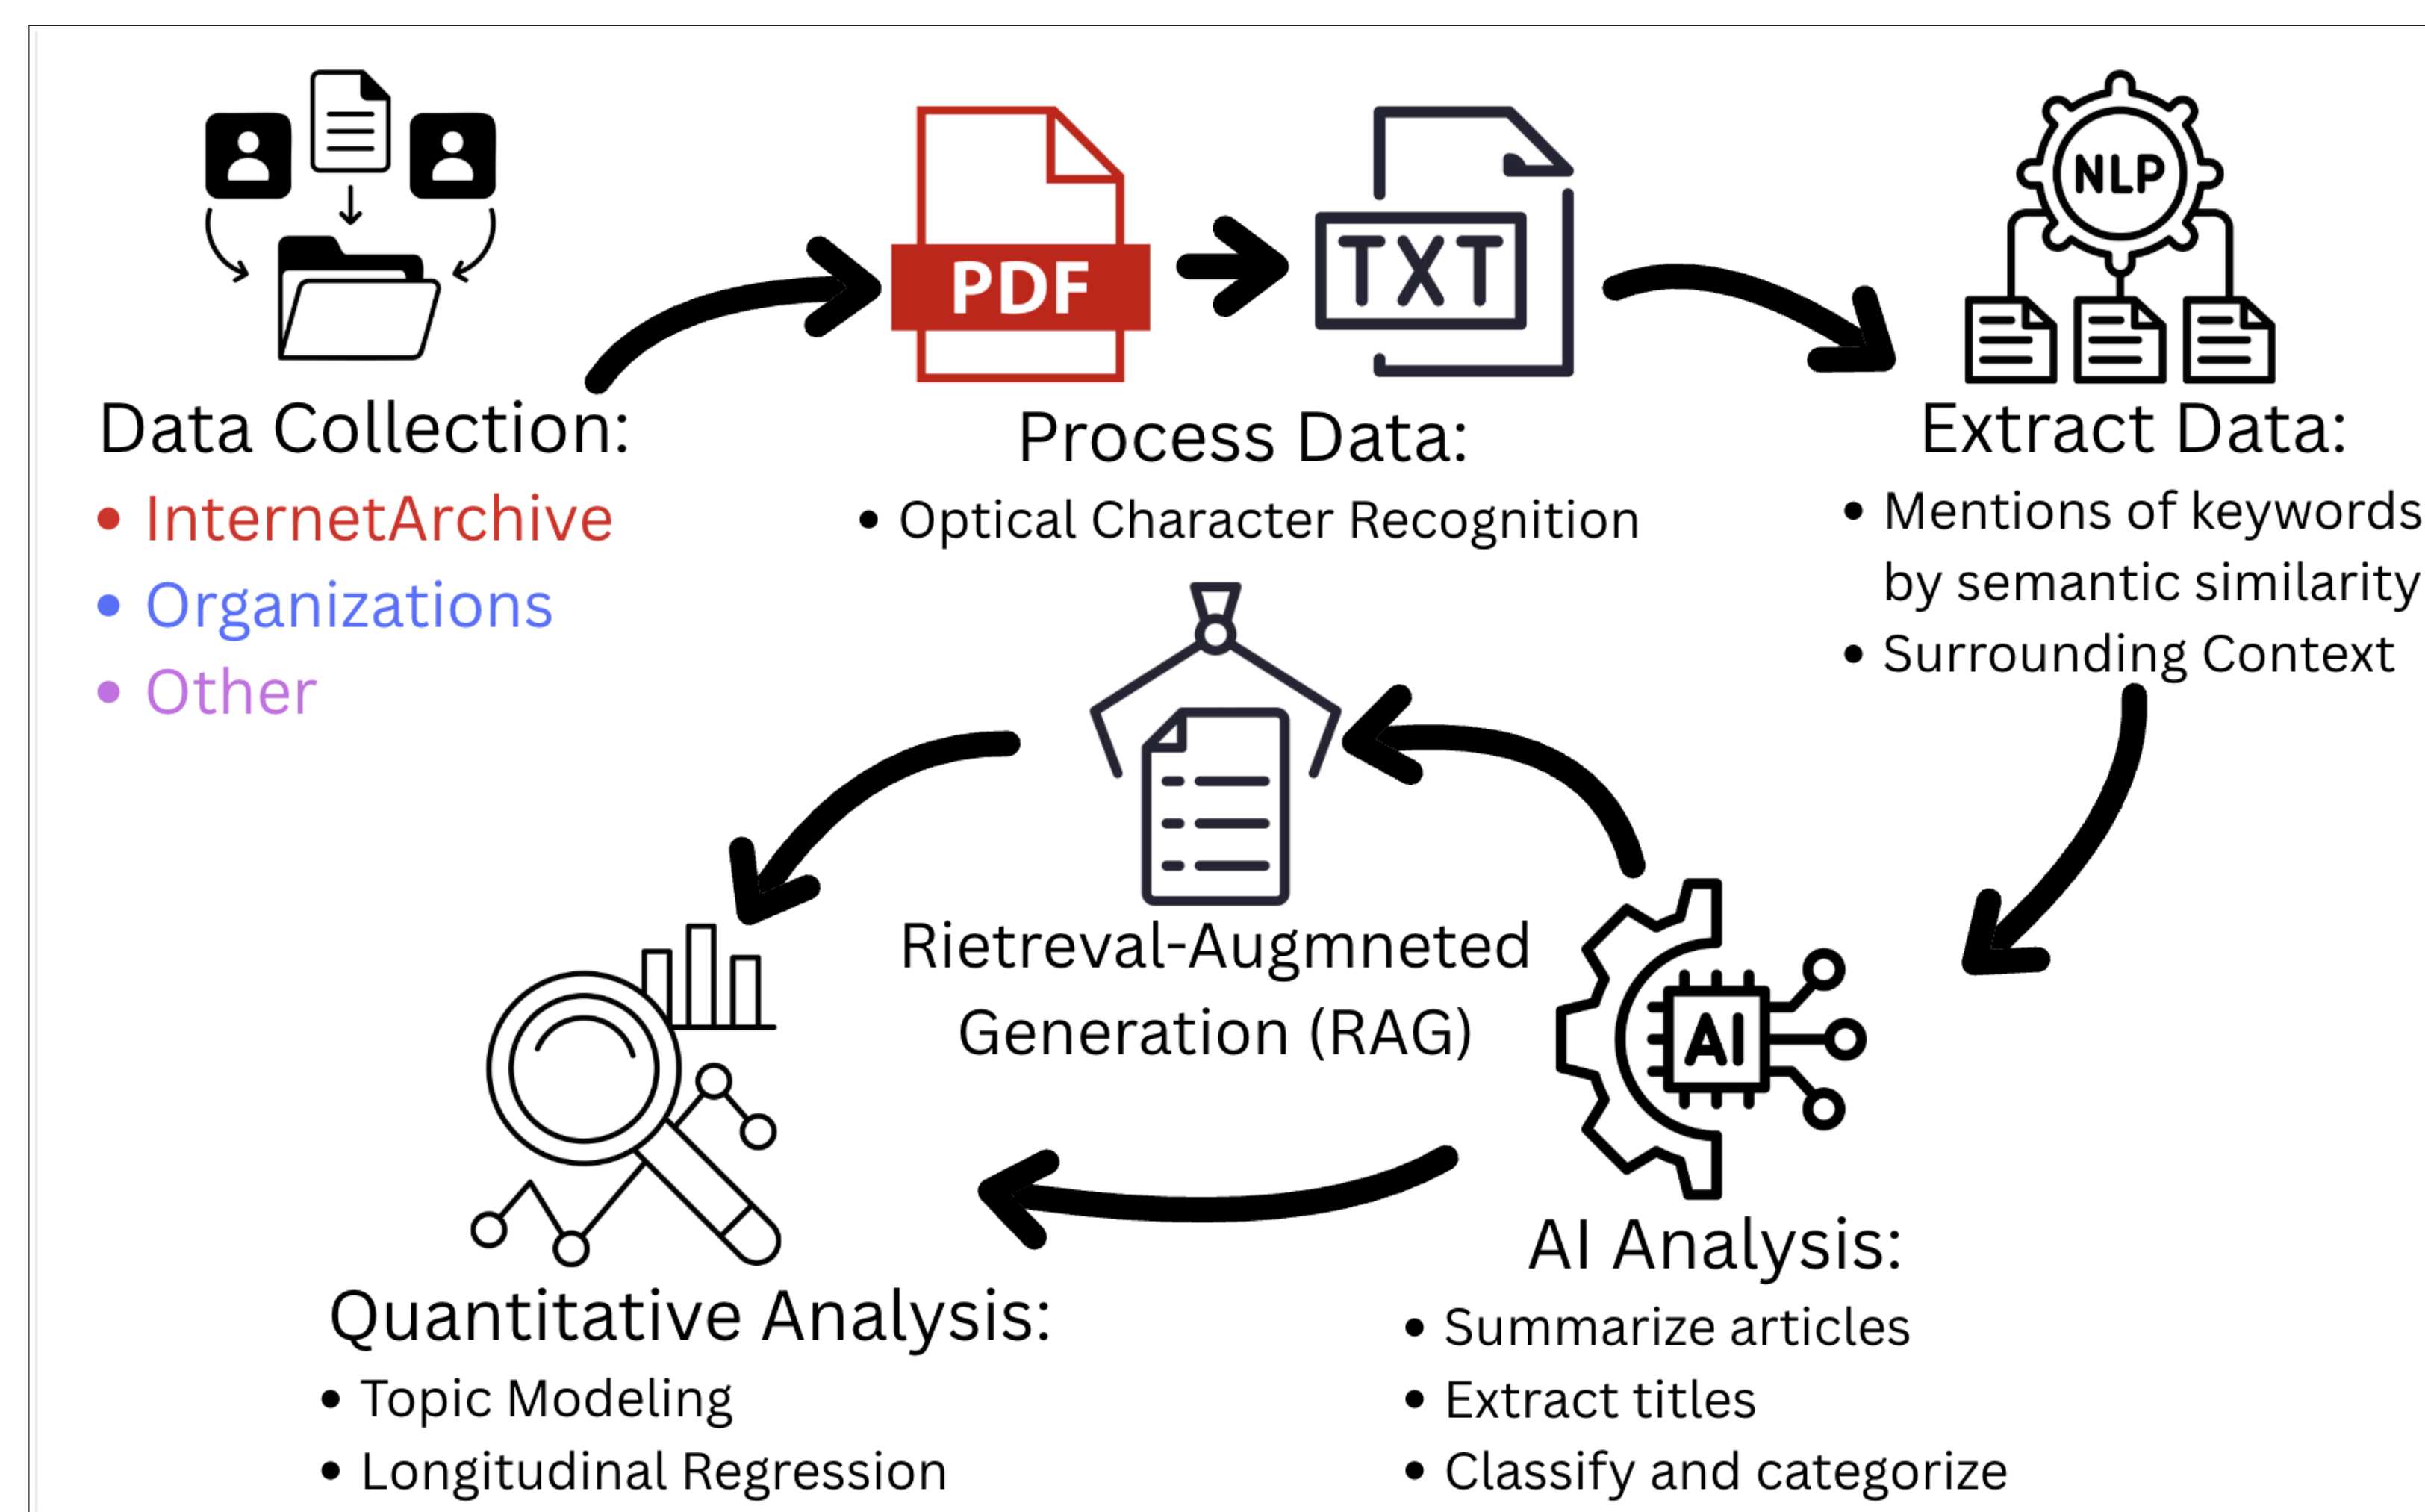 PDF
TXT
NLP
Data Collection:
• InternetArchive
• Organizations
• Other
Process Data:
• Optical Character Recognition
Extract Data:
• Mentions of keywords
by semantic similarity
• Surrounding Context
AI
AI Analysis:
• Summarize articles
• Extract titles
• Classify and categorize
Rietreval-Augmneted
Generation (RAG)
Quantitative Analysis:
• Topic Modeling
• Longitudinal Regression